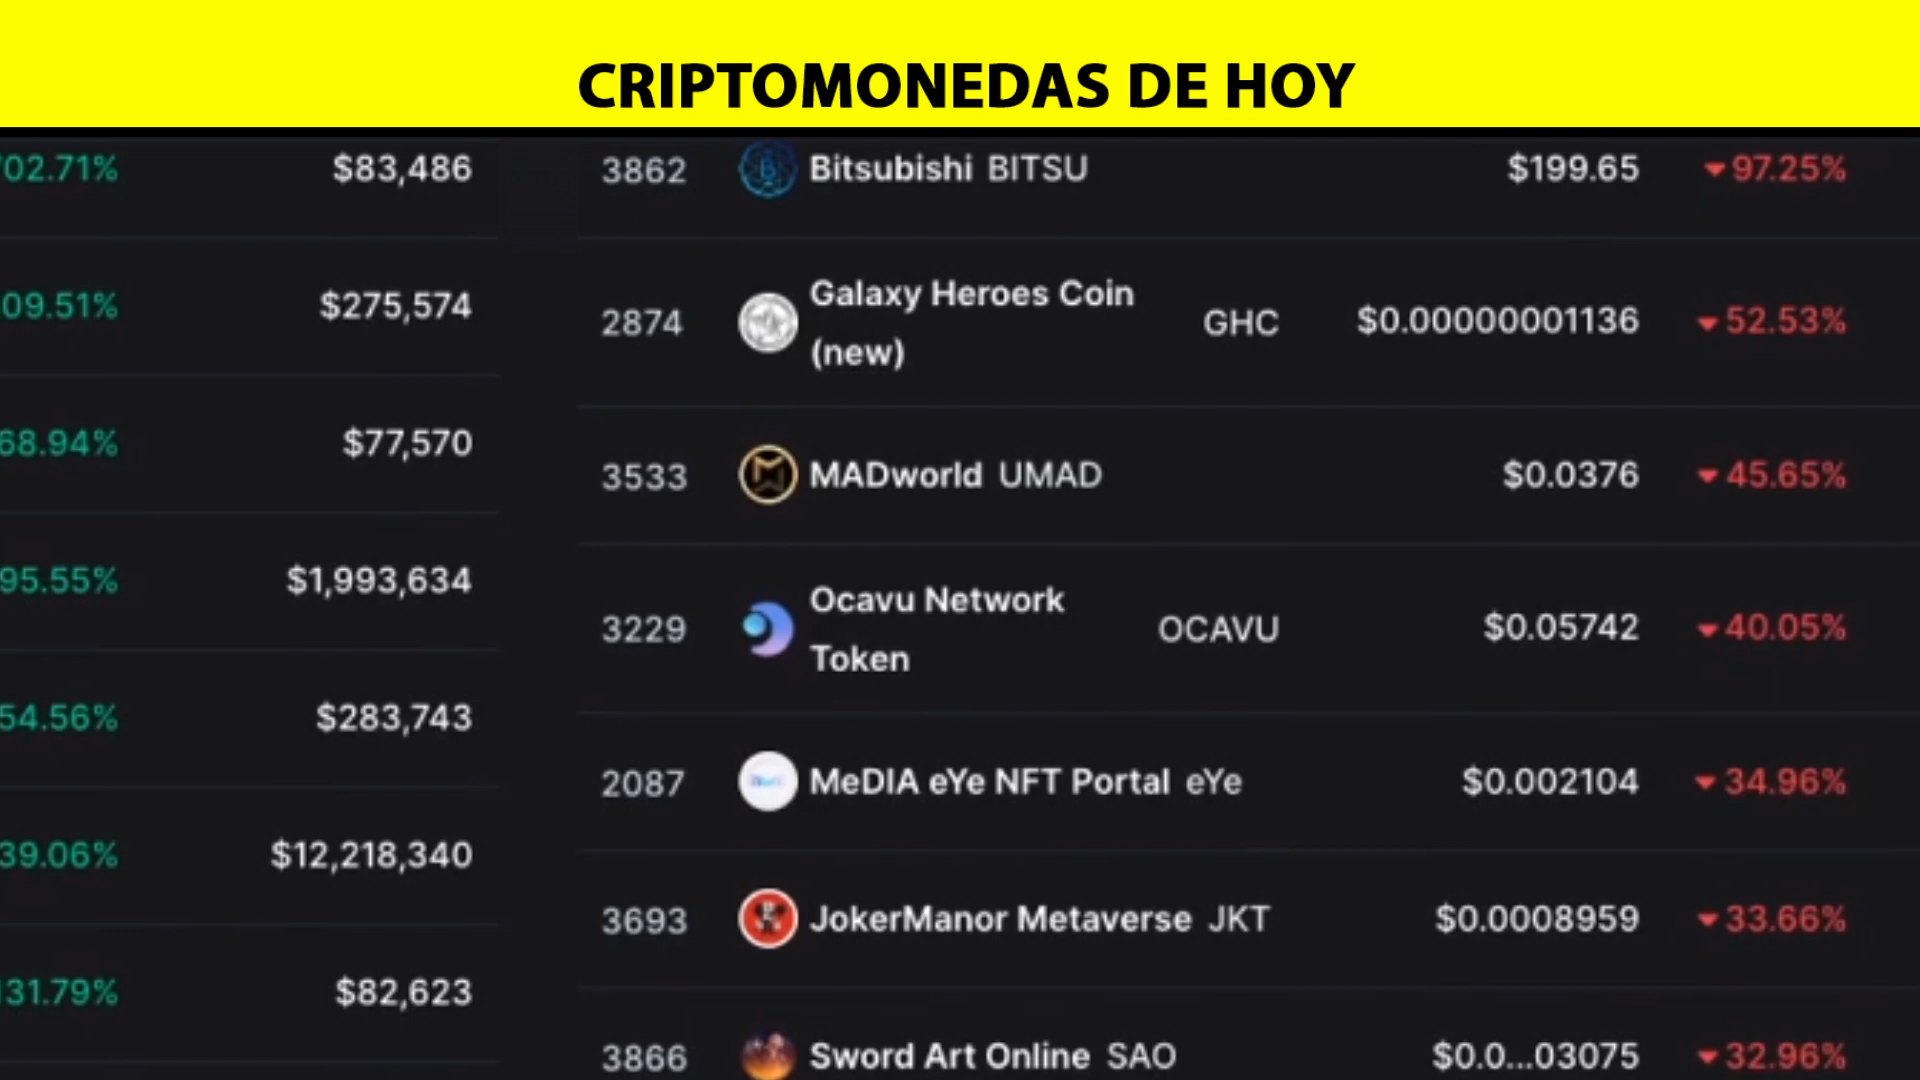 CRIPTOMONEDAS DE HOY
02.71% $83,486
09.51% $275,574
68.94% $77,570
95.55% $1,993,634
54.56% $283,743
39.06% $12,218,340
131.79% $82,623
3862 Bitsubishi BITSU $199.65 97.25%
2874 Galaxy Heroes Coin (new) GHC $0.00000001136 52.53%
3533 MADworld UMAD $0.0376 45.65%
3229 Ocavu Network Token OCAVU $0.05742 40.05%
2087 MeDIA eYe NFT Portal eYe $0.002104 34.96%
3693 JokerManor Metaverse JKT $0.0008959 33.66%
3866 Sword Art Online SAO $0.0...03075 32.96%